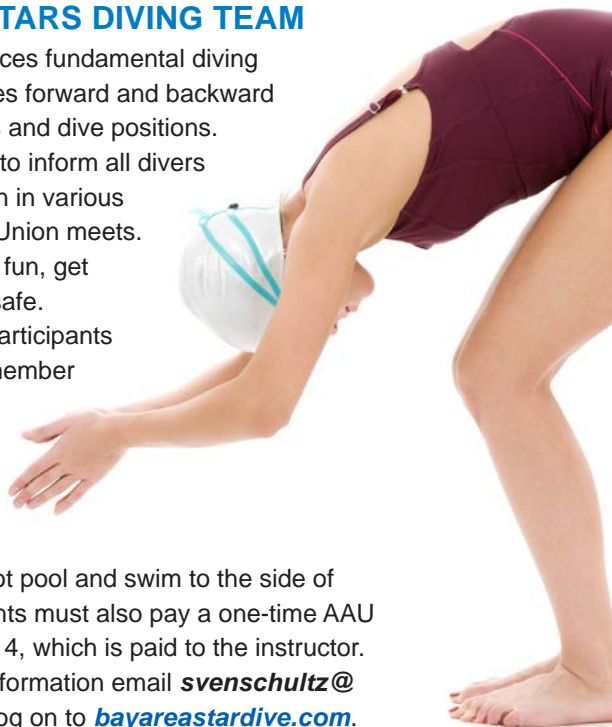 TARS DIVING TEAM
ces fundamental diving
es forward and backward
s and dive positions.
to inform all divers
n in various
Union meets.
fun, get
safe.
articipants
nember
ot pool and swim to the side of
nts must also pay a one-time AAU
4, which is paid to the instructor.
formation email svenschultz@
og on to bayareastardive.com.